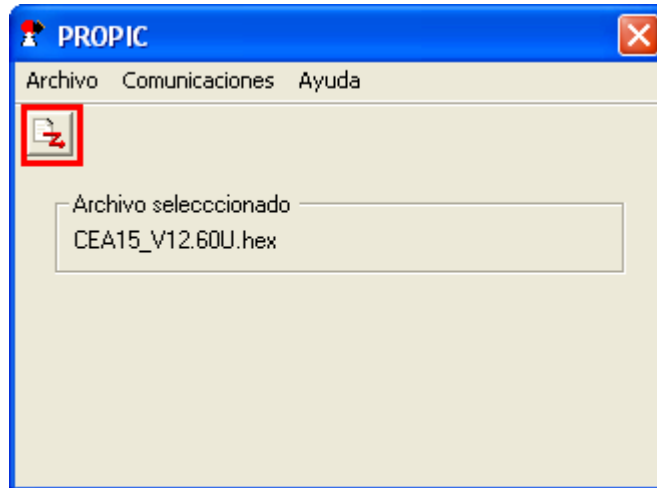 PROPIC
Archivo Comunicaciones Ayuda
Archivo selecccionado
CEA15_V12.60U.hex